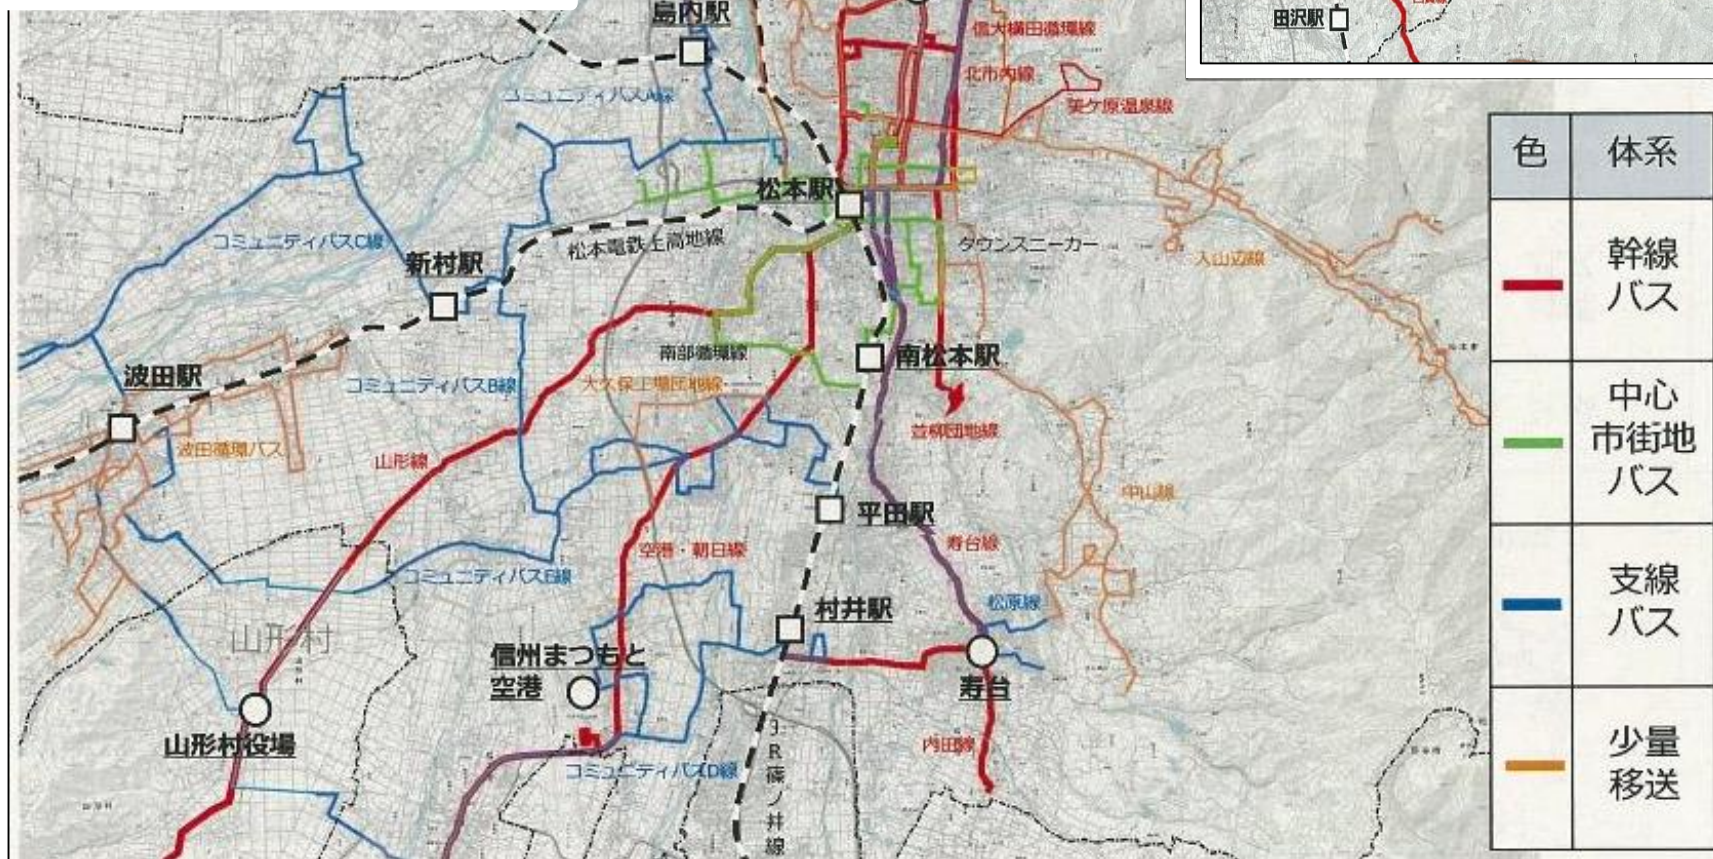 島内駅
田沢駅
信大横田循環線
北市内線
美ケ原温泉線
コミュニティバスA線
松本駅
コミュニティバスC線
新村駅
松本電鉄上高地線
タウンスニーカー
入山辺線
波田駅
南部循環線
南松本駅
コミュニティバスB線
大久保工場団地線
並柳団地線
波田循環バス
山形線
中山線
平田駅
空港・朝日線
寿台線
コミュニティバスE線
松原線
村井駅
山形村
信州まつもと
空港
寿台
山形村役場
内田線
コミュニティバスD線
JR篠ノ井線
色
体系
幹線
バス
中心
市街地
バス
支線
バス
少量
移送